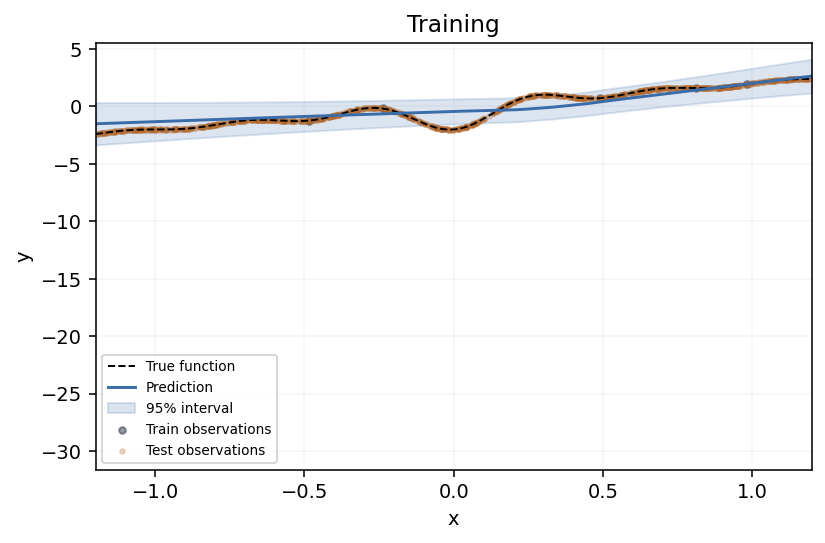 Training
5
0
−5
−10
−15
−20
−25
−30
y
True function
Prediction
95% interval
Train observations
Test observations
−1.0
−0.5
0.0
0.5
1.0
x